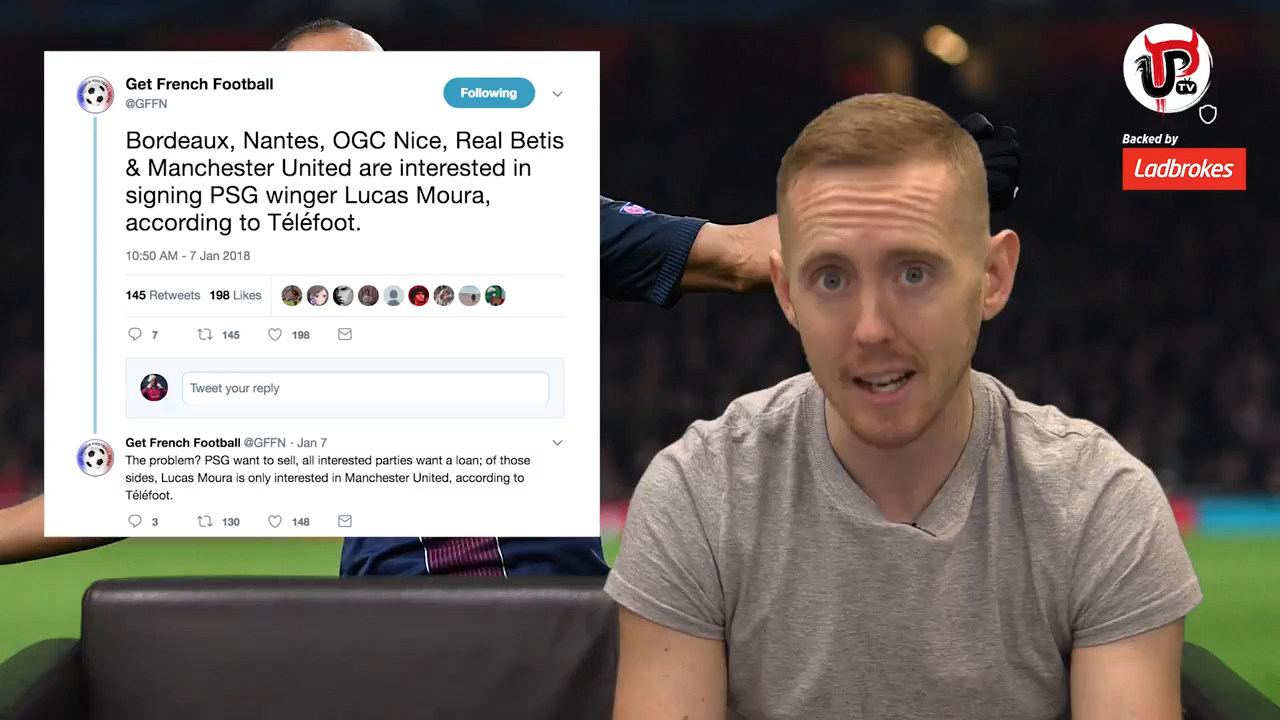 Get French Football
@GFFN
Following
Bordeaux, Nantes, OGC Nice, Real Betis
& Manchester United are interested in
signing PSG winger Lucas Moura,
according to Téléfoot.
10:50 AM - 7 Jan 2018
145 Retweets 198 Likes
7 145 198
Tweet your reply
Get French Football @GFFN · Jan 7
The problem? PSG want to sell, all interested parties want a loan; of those
sides, Lucas Moura is only interested in Manchester United, according to
Téléfoot.
3 130 148
UP
TV
Backed by
Ladbrokes